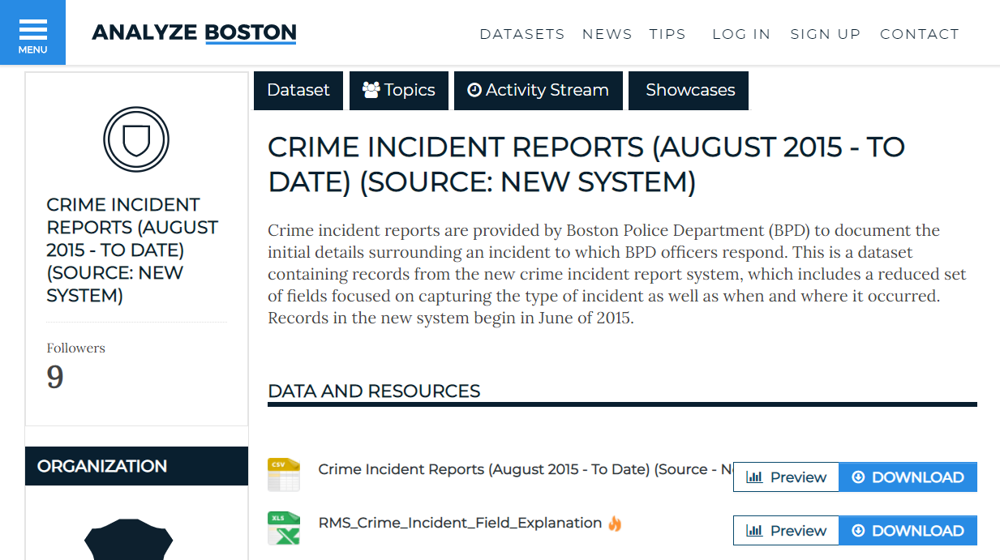 MENU
ANALYZE BOSTON
DATASETS NEWS TIPS LOG IN SIGN UP CONTACT
CRIME INCIDENT
REPORTS (AUGUST
2015 - TO DATE)
(SOURCE: NEW
SYSTEM)
Followers
9
ORGANIZATION
Dataset Topics Activity Stream Showcases
CRIME INCIDENT REPORTS (AUGUST 2015 - TO
DATE) (SOURCE: NEW SYSTEM)
Crime incident reports are provided by Boston Police Department (BPD) to document the
initial details surrounding an incident to which BPD officers respond. This is a dataset
containing records from the new crime incident report system, which includes a reduced set
of fields focused on capturing the type of incident as well as when and where it occurred.
Records in the new system begin in June of 2015.
DATA AND RESOURCES
CSV Crime Incident Reports (August 2015 - To Date) (Source - N Preview DOWNLOAD
XLS RMS_Crime_Incident_Field_Explanation Preview DOWNLOAD